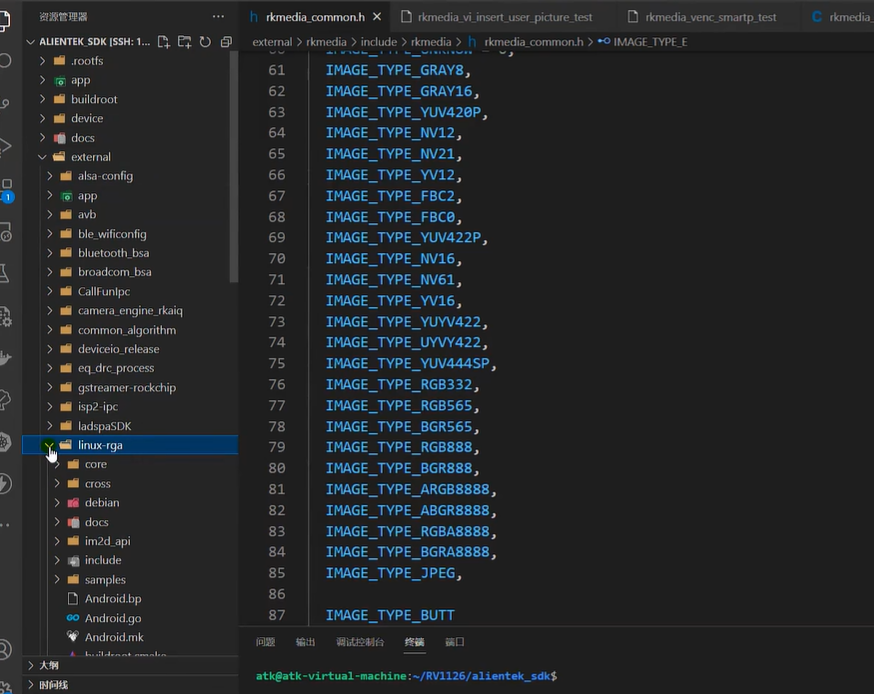 资源管理器
ALIENTEK_SDK [SSH: 1...
.rootfs
app
buildroot
device
docs
external
alsa-config
app
avb
ble_wificonfig
bluetooth_bsa
broadcom_bsa
CallFunIpc
camera_engine_rkaiq
common_algorithm
deviceio_release
eq_drc_process
gstreamer-rockchip
isp2-ipc
ladspaSDK
linux-rga
core
cross
debian
docs
im2d_api
include
samples
Android.bp
Android.go
Android.mk
大纲
时间线
1
h rkmedia_common.h × rkmedia_vi_insert_user_picture_test rkmedia_venc_smartp_test C rkmedia_
external > rkmedia > include > rkmedia > h rkmedia_common.h > IMAGE_TYPE_E
61 IMAGE_TYPE_GRAY8,
62 IMAGE_TYPE_GRAY16,
63 IMAGE_TYPE_YUV420P,
64 IMAGE_TYPE_NV12,
65 IMAGE_TYPE_NV21,
66 IMAGE_TYPE_YV12,
67 IMAGE_TYPE_FBC2,
68 IMAGE_TYPE_FBC0,
69 IMAGE_TYPE_YUV422P,
70 IMAGE_TYPE_NV16,
71 IMAGE_TYPE_NV61,
72 IMAGE_TYPE_YV16,
73 IMAGE_TYPE_YUYV422,
74 IMAGE_TYPE_UYVY422,
75 IMAGE_TYPE_YUV444SP,
76 IMAGE_TYPE_RGB332,
77 IMAGE_TYPE_RGB565,
78 IMAGE_TYPE_BGR565,
79 IMAGE_TYPE_RGB888,
80 IMAGE_TYPE_BGR888,
81 IMAGE_TYPE_ARGB8888,
82 IMAGE_TYPE_ABGR8888,
83 IMAGE_TYPE_RGBA8888,
84 IMAGE_TYPE_BGRA8888,
85 IMAGE_TYPE_JPEG,
86
87 IMAGE_TYPE_BUTT
问题 输出 调试控制台 终端 端口
atk@atk-virtual-machine:~/RV1126/alientek_sdk$